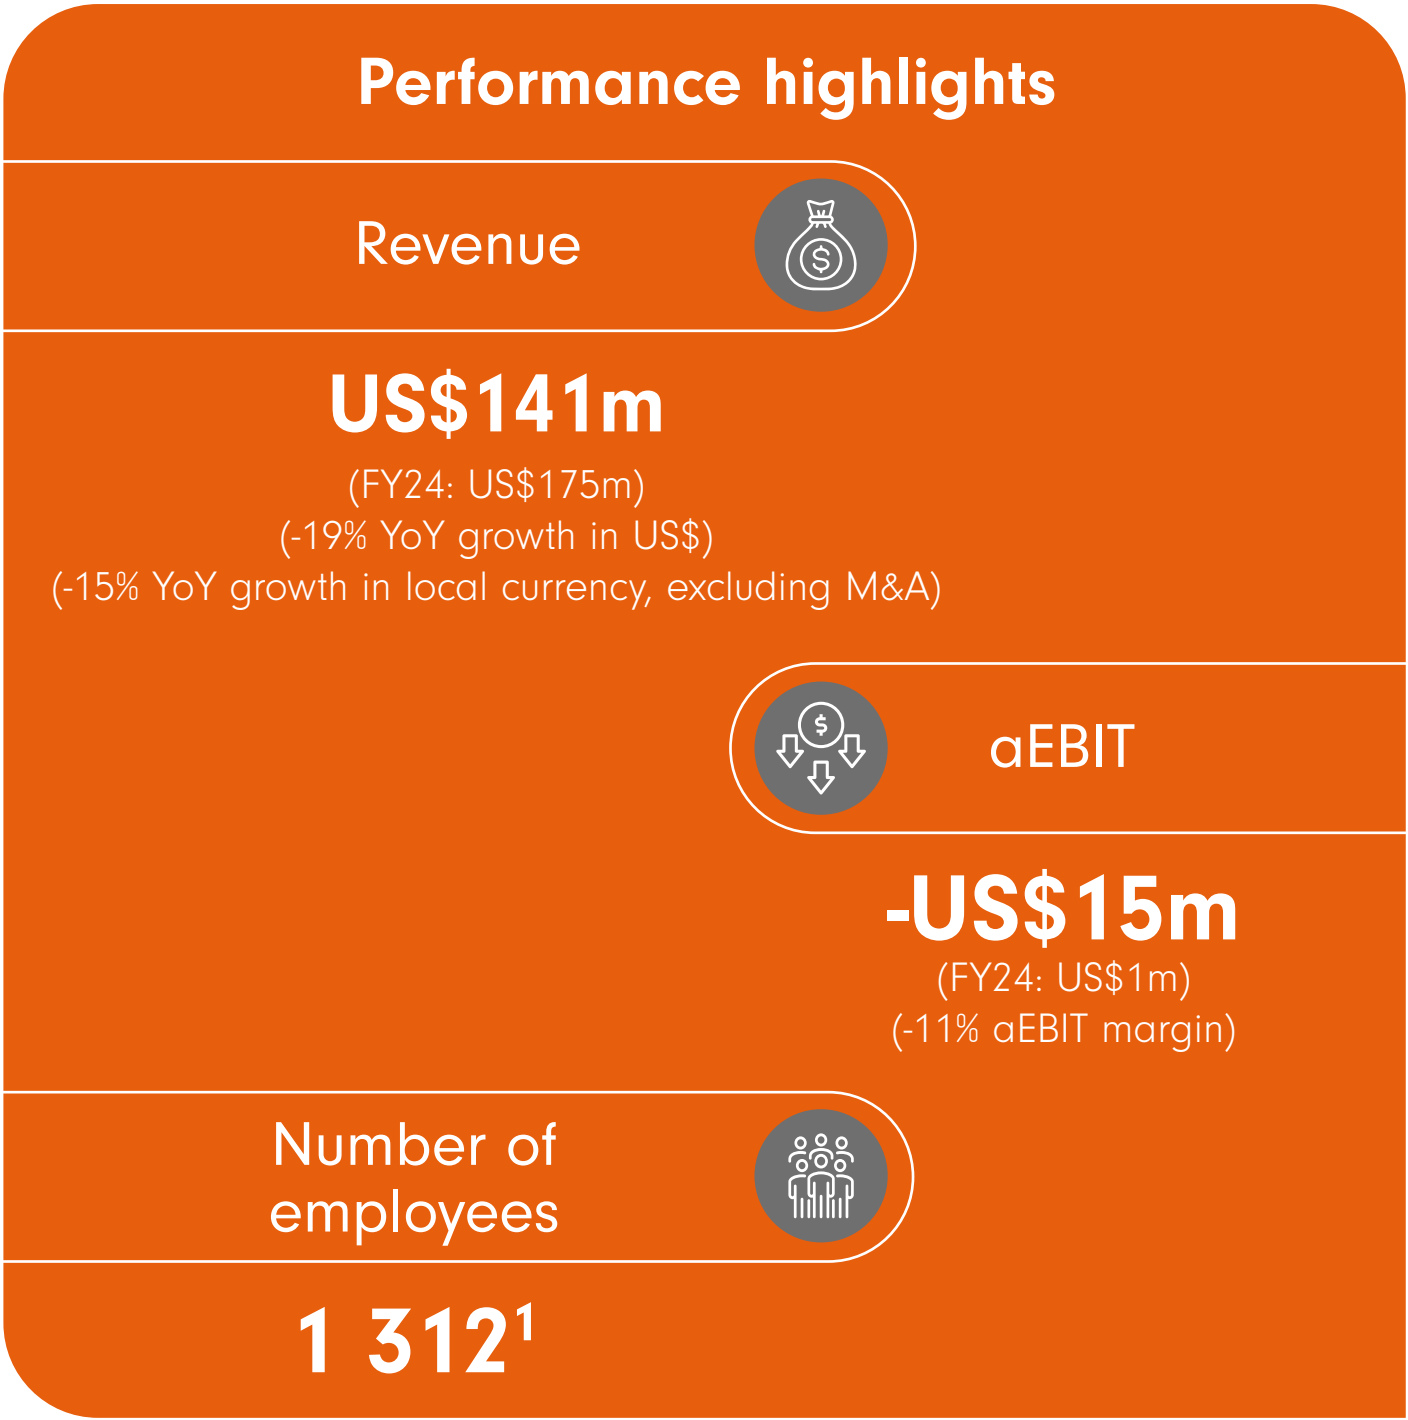 Performance highlights
Revenue
US$141m
(FY24: US$175m)
(-19% YoY growth in US$)
(-15% YoY growth in local currency, excluding M&A)
aEBIT
-US$15m
(FY24: US$1m)
(-11% aEBIT margin)
Number of
employees
1 312¹